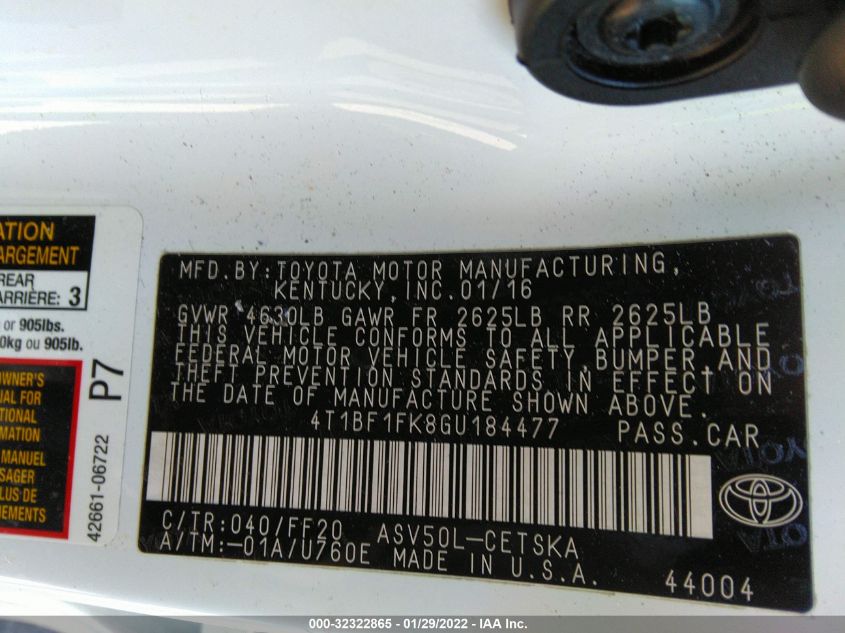 ATION
ARGEMENT
REAR
ARRIÈRE: 3
or 905lbs.
0kg ou 905lb.
OWNER'S
UAL FOR
TIONAL
RMATION
MANUEL
SAGER
PLUS DE
NEMENTS
P7
42661-06722
MFD.BY:TOYOTA MOTOR MANUFACTURING,
KENTUCKY, INC.01/16
GVWR 4630LB GAWR FR 2625LB RR 2625LB
THIS VEHICLE CONFORMS TO ALL APPLICABLE
FEDERAL MOTOR VEHICLE SAFETY,BUMPER,AND
THEFT PREVENTION STANDARDS IN EFFECT ON
THE DATE OF MANUFACTURE SHOWN ABOVE.
4T1BF1FK8GU184477 PASS.CAR
C/TR:040/FF20 ASV50L-CETSKA
A/TM:-01A/U760E MADE IN U.S.A.
44004
000-32322865 - 01/29/2022 - IAA Inc.